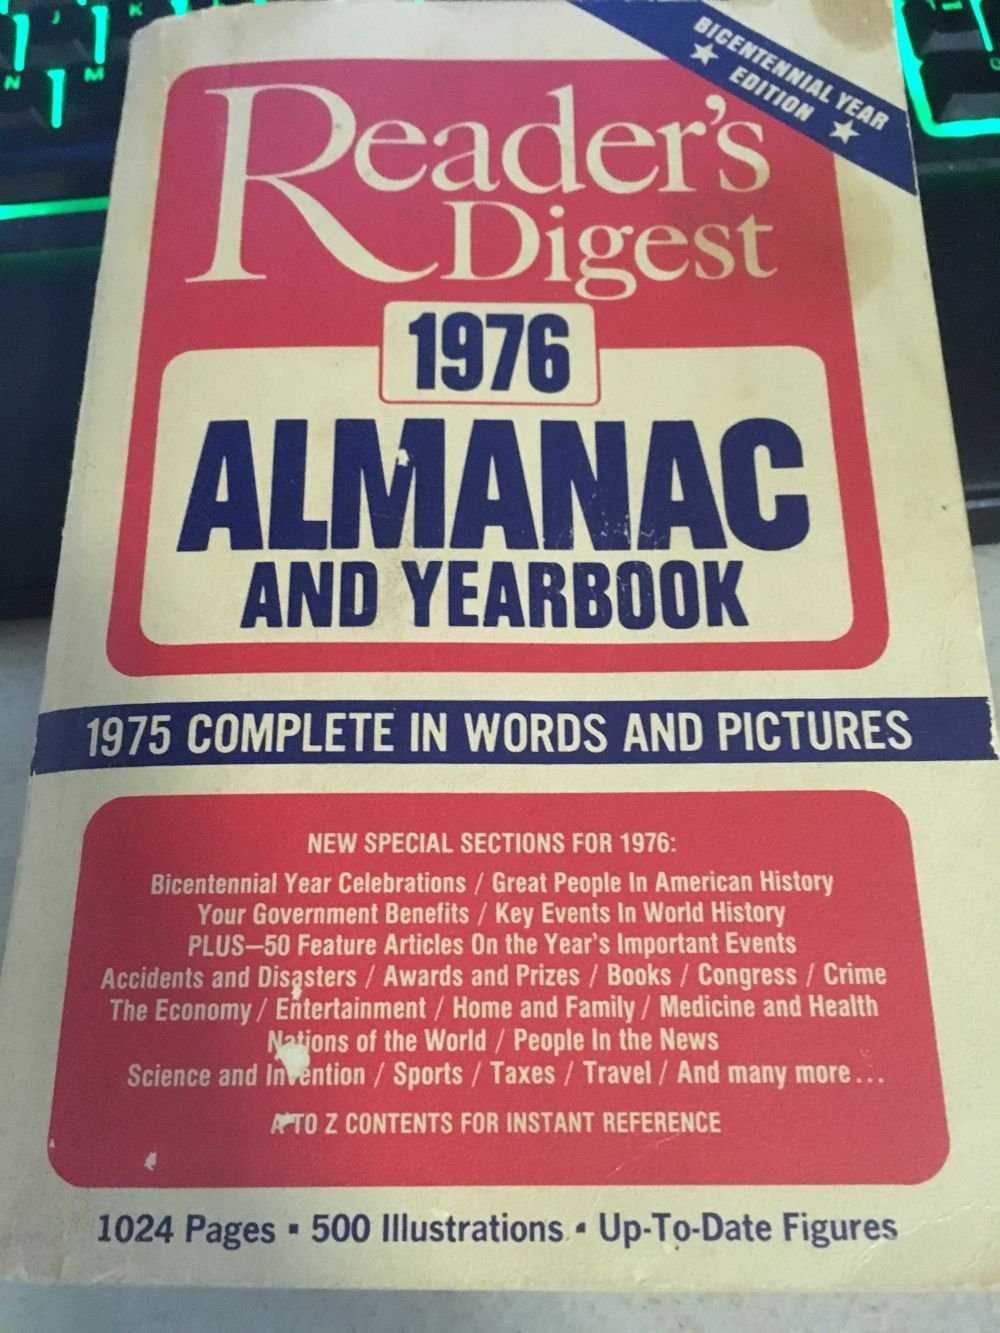 BICENTENNIAL YEAR
EDITION
Reader's
Digest
1976
ALMANAC
AND YEARBOOK
1975 COMPLETE IN WORDS AND PICTURES
NEW SPECIAL SECTIONS FOR 1976:
Bicentennial Year Celebrations / Great People In American History
Your Government Benefits / Key Events In World History
PLUS—50 Feature Articles On the Year's Important Events
Accidents and Disasters / Awards and Prizes / Books / Congress / Crime
The Economy / Entertainment / Home and Family / Medicine and Health
Nations of the World / People In the News
Science and Invention / Sports / Taxes / Travel / And many more...
A TO Z CONTENTS FOR INSTANT REFERENCE
1024 Pages ▪ 500 Illustrations ▪ Up-To-Date Figures